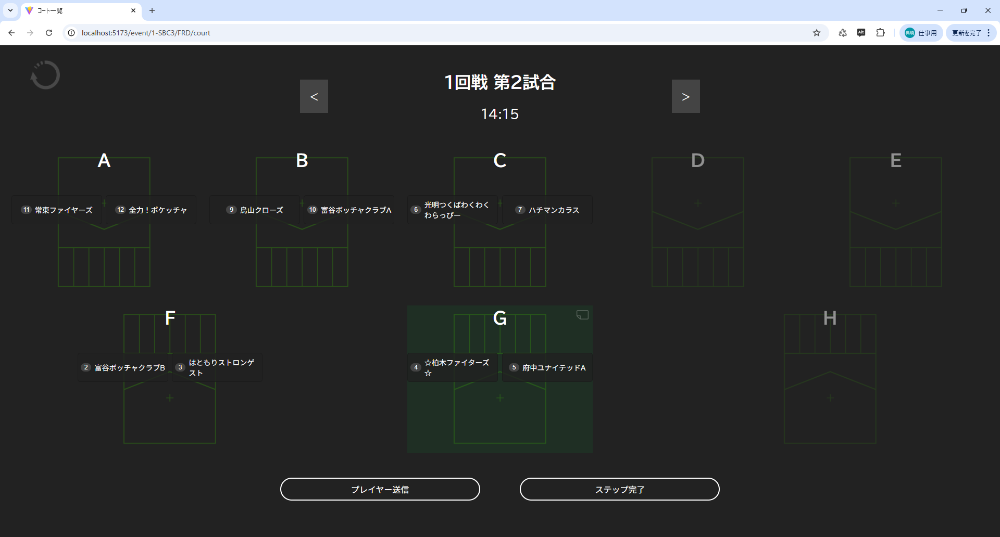 コート一覧
localhost:5173/event/1-SBC3/FRD/court
Alt
典暁
仕事用
更新を完了
1回戦 第2試合
<
>
14:15
A
B
C
D
E
11 常東ファイヤーズ
12 全力！ポケッチャ
9 烏山クローズ
10 富谷ボッチャクラブA
6 光明つくばわくわく
わらっぴー
7 ハチマンカラス
F
G
H
2 富谷ボッチャクラブB
3 はともりストロンゲ
スト
4 ☆柏木ファイターズ
☆
5 府中ユナイテッドA
プレイヤー送信
ステップ完了